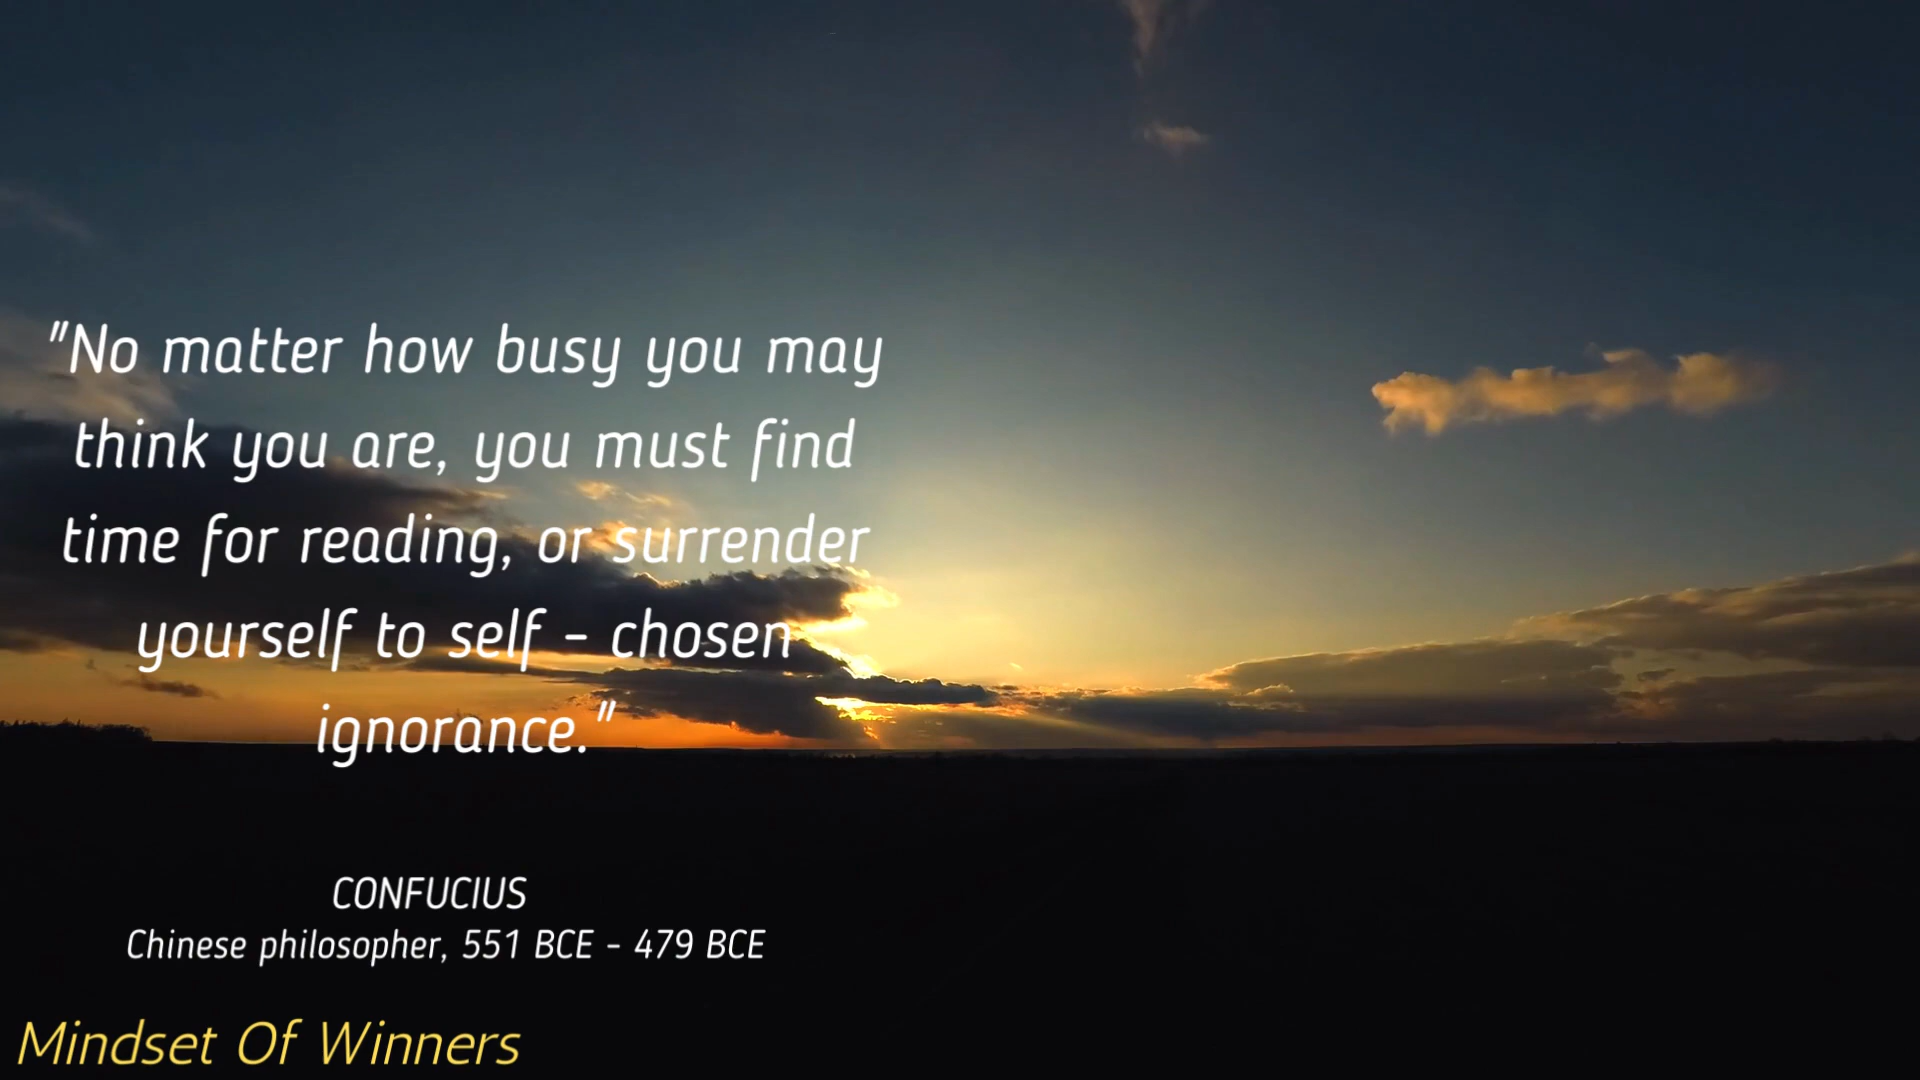 "No matter how busy you may
think you are, you must find
time for reading, or surrender
yourself to self - chosen
ignorance."
CONFUCIUS
Chinese philosopher, 551 BCE - 479 BCE
Mindset Of Winners